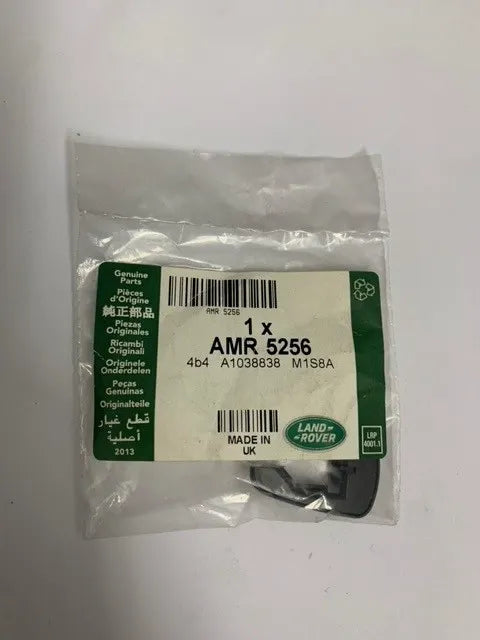 Genuine
Parts
Pièces
d'Origine
純正部品
Piezas
Originales
Ricambi
Originali
Originele
Onderdelen
Peças
Genuinas
Originalteile
قطع غيار
أصلية
2013
AMR 5256
1 x
AMR 5256
4b4 A1038838 M1S8A
MADE IN
UK
LAND-
-ROVER
LRP
4001.1